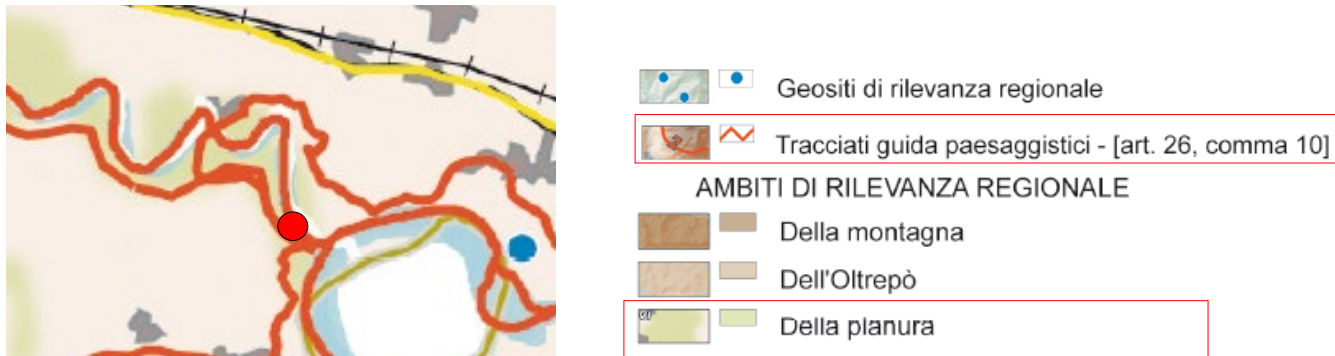 Geositi di rilevanza regionale
Tracciati guida paesaggistici - [art. 26, comma 10]
AMBITI DI RILEVANZA REGIONALE
Della montagna
Dell'Oltrepò
Della pianura